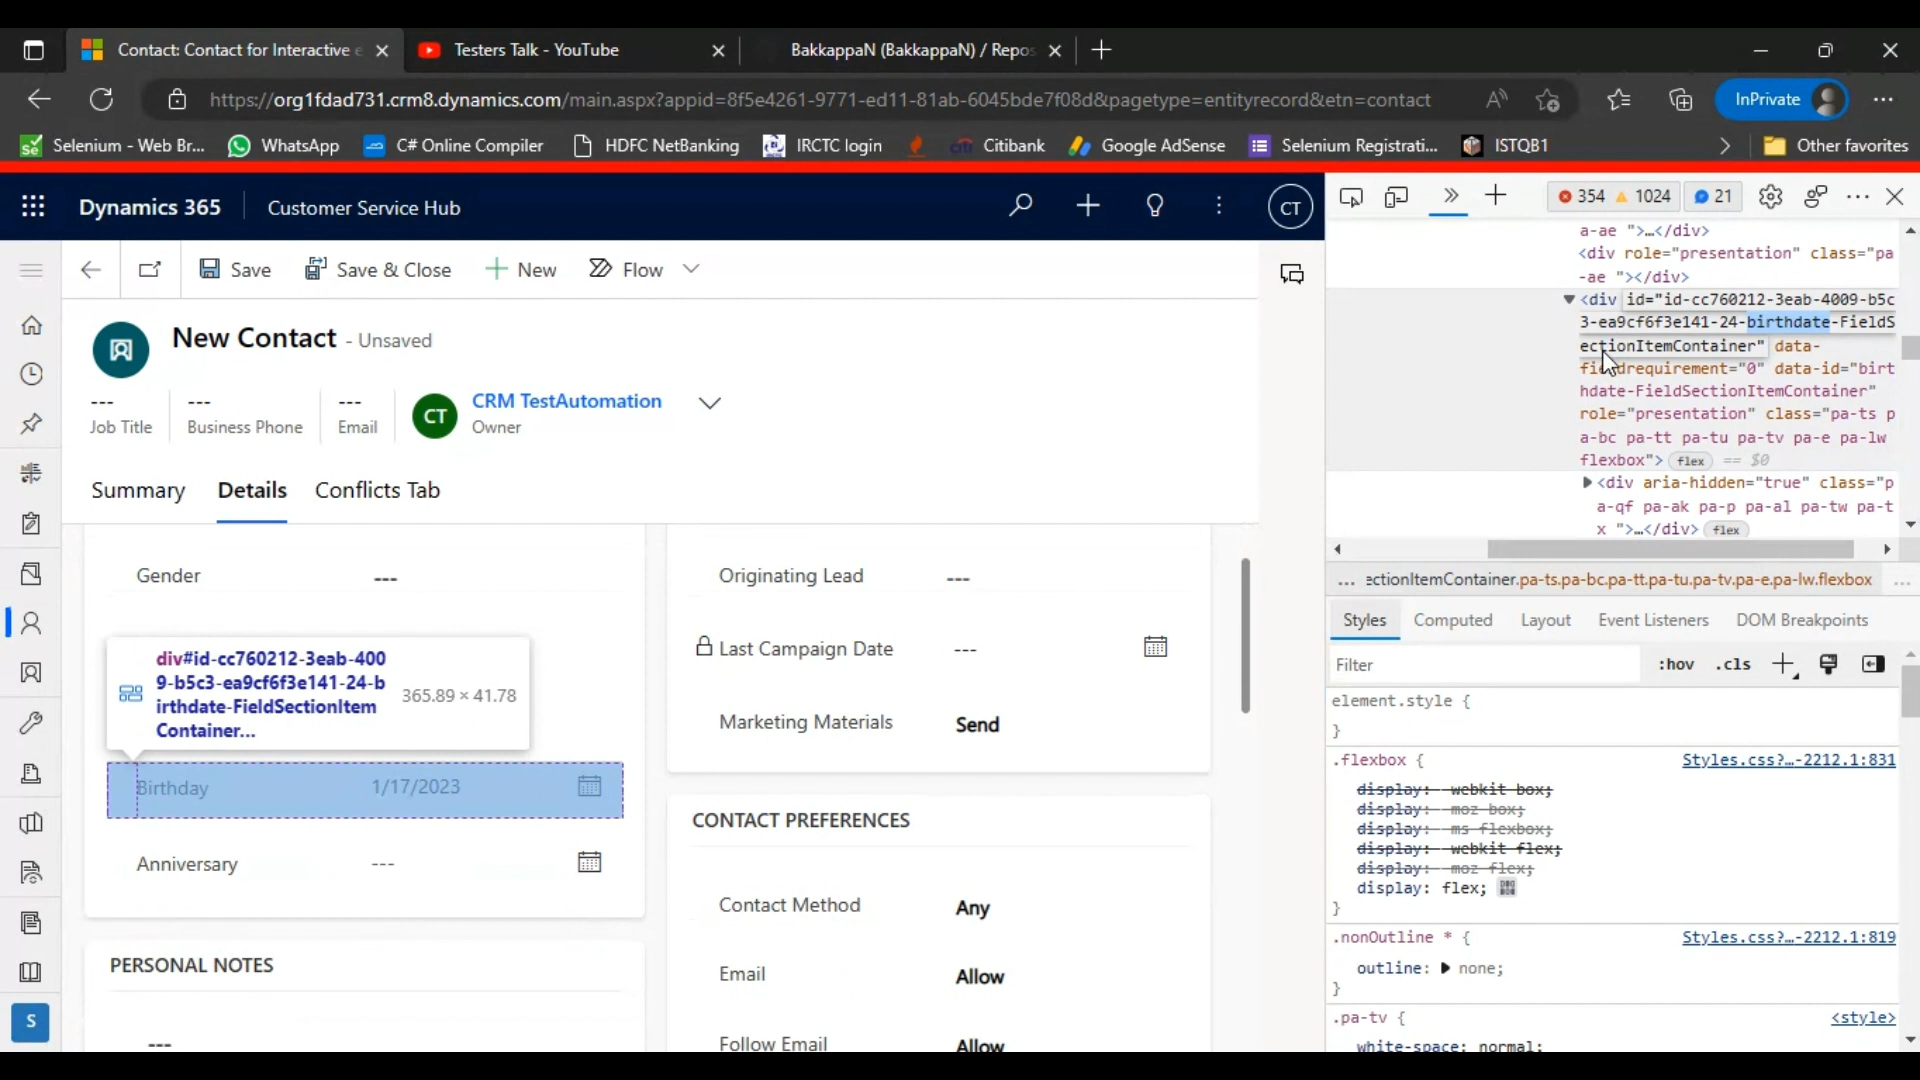 Contact: Contact for Interactive e
Testers Talk - YouTube
BakkappaN (BakkappaN) / Repos
https://org1fdad731.crm8.dynamics.com/main.aspx?appid=8f5e4261-9771-ed11-81ab-6045bde7f08d&pagetype=entityrecord&etn=contact
InPrivate
Selenium - Web Br...
WhatsApp
C# Online Compiler
HDFC NetBanking
IRCTC login
Citibank
Google AdSense
Selenium Registrati...
ISTQB1
Other favorites
Dynamics 365
Customer Service Hub
CT
Save
Save & Close
New
Flow
New Contact - Unsaved
---
Job Title
---
Business Phone
---
Email
CT
CRM TestAutomation
Owner
Summary
Details
Conflicts Tab
Gender
---
div#id-cc760212-3eab-400
9-b5c3-ea9cf6f3e141-24-b
irthdate-FieldSectionItem
Container...
365.89 × 41.78
Birthday
1/17/2023
Anniversary
---
PERSONAL NOTES
---
S
Originating Lead
---
Last Campaign Date
---
Marketing Materials
Send
CONTACT PREFERENCES
Contact Method
Any
Email
Allow
Follow Email
Allow
354
1024
21
a-ae ">…</div>
<div role="presentation" class="pa
-ae "></div>
<div id="id-cc760212-3eab-4009-b5c
3-ea9cf6f3e141-24-birthdate-FieldS
ectionItemContainer" data-
fieldrequirement="0" data-id="birt
hdate-FieldSectionItemContainer"
role="presentation" class="pa-ts p
a-bc pa-tt pa-tu pa-tv pa-e pa-lw
flexbox"> flex == $0
<div aria-hidden="true" class="p
a-qf pa-ak pa-p pa-al pa-tw pa-t
x ">…</div> flex
... ectionItemContainer.pa-ts.pa-bc.pa-tt.pa-tu.pa-tv.pa-e.pa-lw.flexbox ...
Styles
Computed
Layout
Event Listeners
DOM Breakpoints
Filter
:hov
.cls
element.style {
}
.flexbox {
Styles.css?…-2212.1:831
display: -webkit-box;
display: -moz-box;
display: -ms-flexbox;
display: -webkit-flex;
display: -moz-flex;
display: flex;
}
.nonOutline * {
Styles.css?…-2212.1:819
outline: none;
}
.pa-tv {
<style>
white-space: normal;